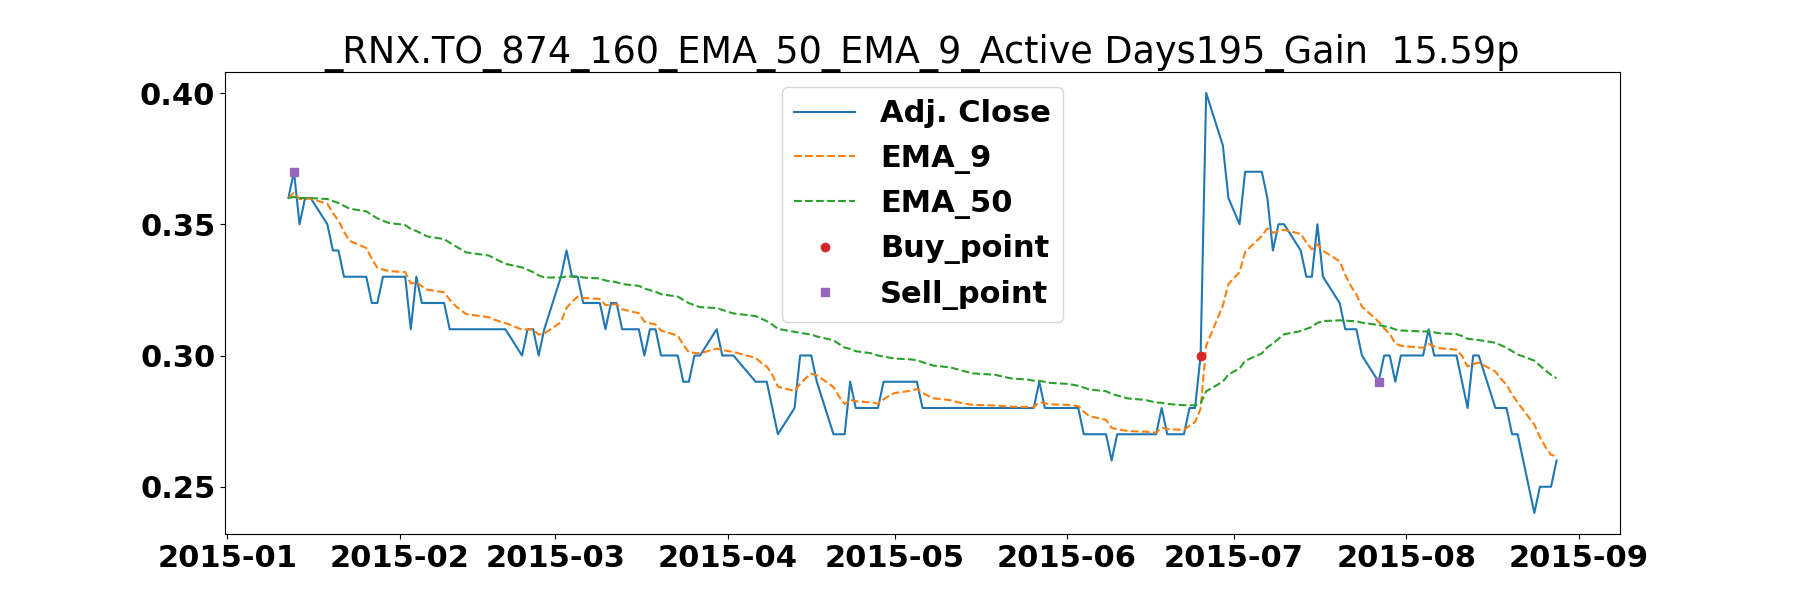 _RNX.TO_874_160_EMA_50_EMA_9_Active Days195_Gain  15.59p
0.40
0.35
0.30
0.25
Adj. Close
EMA_9
EMA_50
Buy_point
Sell_point
2015-01 2015-02 2015-03 2015-04 2015-05 2015-06 2015-07 2015-08 2015-09